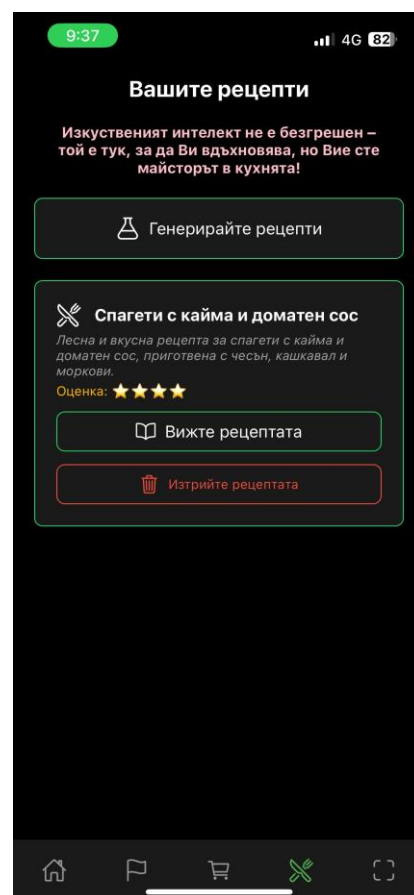 9:37
4G 82
Вашите рецепти
Изкуственият интелект не е безгрешен –
той е тук, за да Ви вдъхновява, но Вие сте
майсторът в кухнята!
Генерирайте рецепти
Спагети с кайма и доматен сос
Лесна и вкусна рецепта за спагети с кайма и
доматен сос, приготвена с чесън, кашкавал и
моркови.
Оценка: ⭐⭐⭐⭐
Вижте рецептата
Изтрийте рецептата